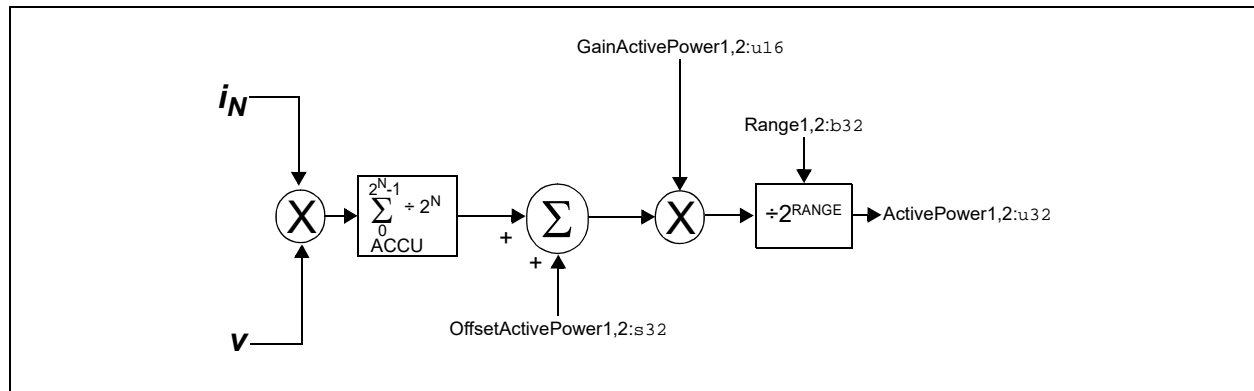 GainActivePower1,2:u16
i_N
Range1,2:b32
X
2^N-1
∑ ÷ 2^N
0
ACCU
+
Σ
+
X
÷2^RANGE
ActivePower1,2:u32
OffsetActivePower1,2:s32
v